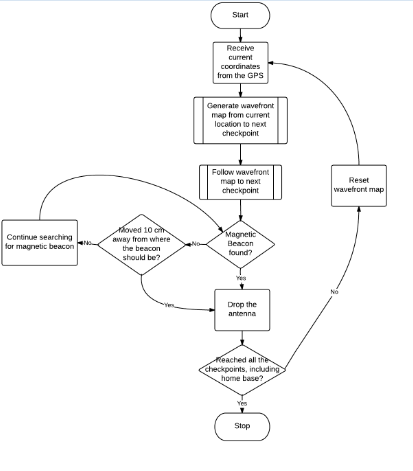 Start
Receive
current
coordinates
from the GPS
Generate wavefront
map from current
location to next
checkpoint
Follow wavefront
map to next
checkpoint
Reset
wavefront map
Continue searching
for magnetic beacon
No
Moved 10 cm
away from where
the beacon
should be?
No
Magnetic
Beacon
found?
Yes
Yes
Drop the
antenna
No
Reached all the
checkpoints, including
home base?
Yes
Stop